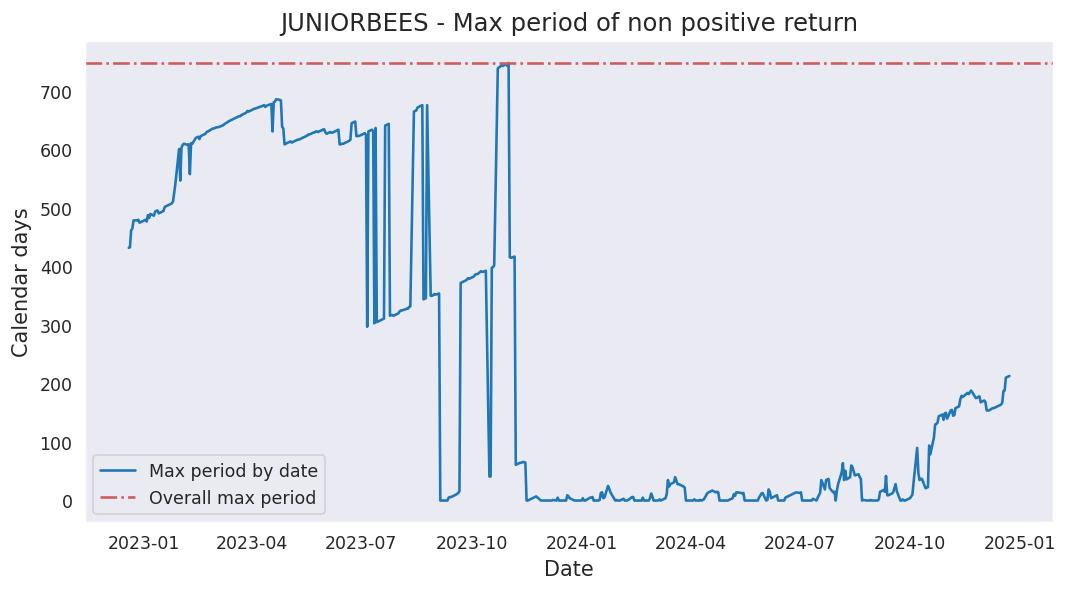 JUNIORBEES - Max period of non positive return
Calendar days
700
600
500
400
300
200
100
0
Max period by date
Overall max period
2023-01 2023-04 2023-07 2023-10 2024-01 2024-04 2024-07 2024-10 2025-01
Date